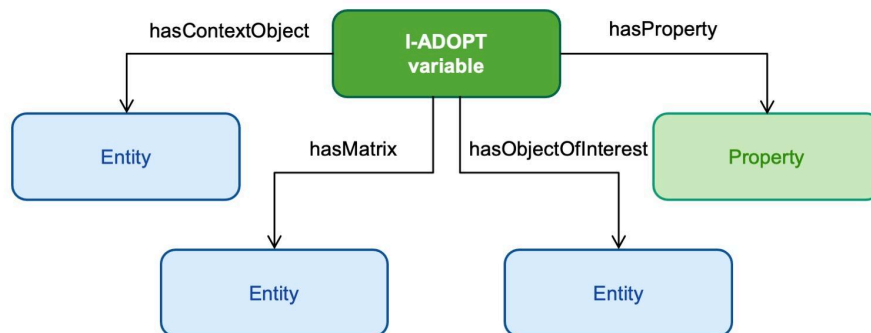 hasContextObject
I-ADOPT
variable
hasProperty
Entity
hasMatrix
hasObjectOfInterest
Property
Entity
Entity